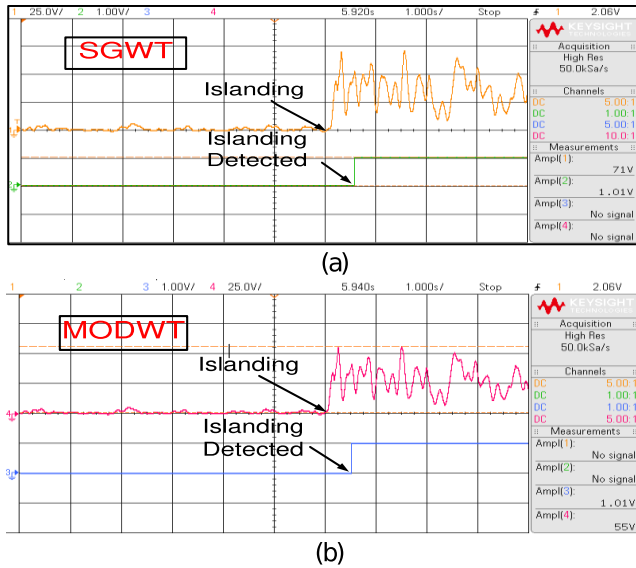 1 25.0V/ 2 1.00V/ 3 4 5.920s 1.000s/ Stop 1 2.06V
SGWT
Islanding
Islanding
Detected
KEYSIGHT
TECHNOLOGIES
Acquisition
High Res
50.0kSa/s
Channels
DC 5.00:1
DC 1.00:1
DC 5.00:1
DC 10.0:1
Measurements
Ampl(1):
71V
Ampl(2):
1.01V
Ampl(3):
No signal
Ampl(4):
No signal
(a)
1 2 3 1.00V/ 4 25.0V/ 5.940s 1.000s/ Stop 1 2.06V
MODWT
Islanding
Islanding
Detected
KEYSIGHT
TECHNOLOGIES
Acquisition
High Res
50.0kSa/s
Channels
DC 5.00:1
DC 1.00:1
DC 1.00:1
DC 5.00:1
Measurements
Ampl(1):
No signal
Ampl(2):
No signal
Ampl(3):
1.01V
Ampl(4):
55V
(b)